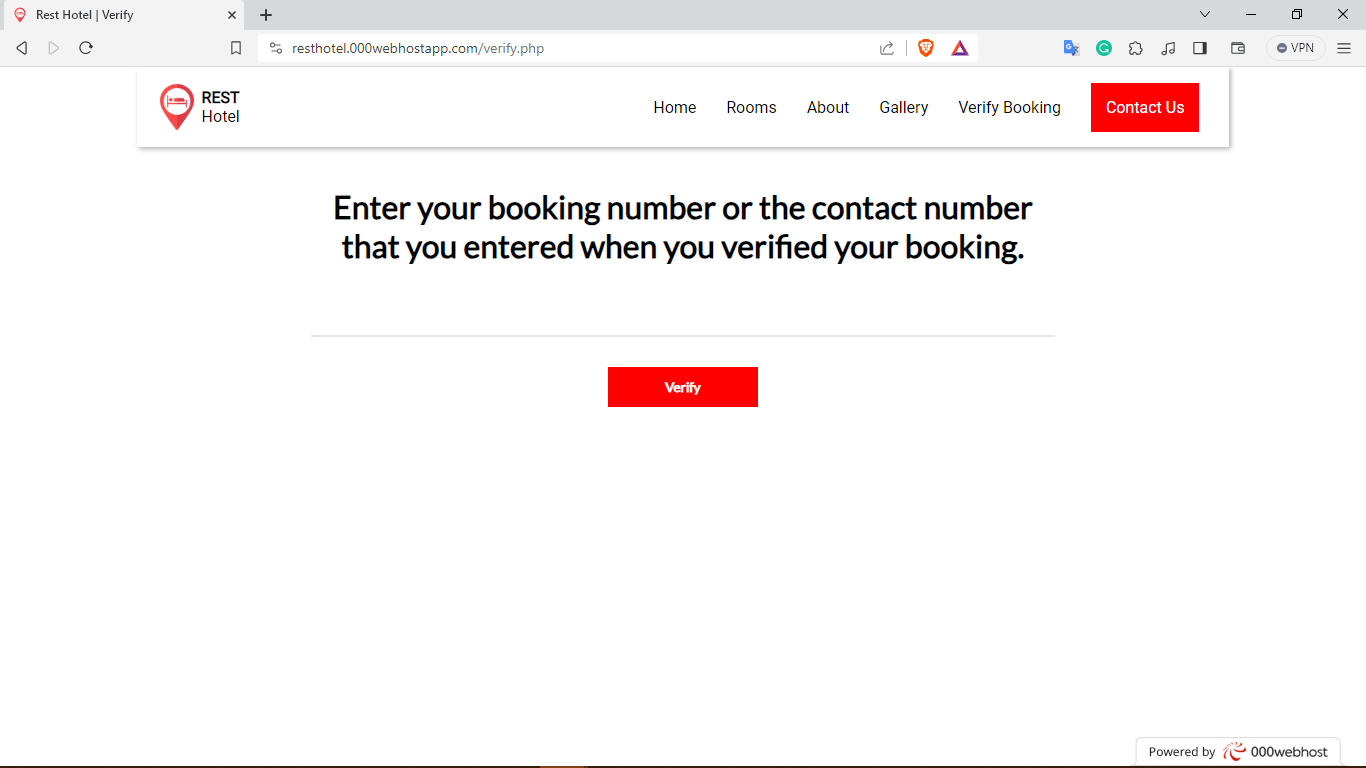 Rest Hotel | Verify
resthotel.000webhostapp.com/verify.php
VPN
REST
Hotel
Home
Rooms
About
Gallery
Verify Booking
Contact Us
Enter your booking number or the contact number
that you entered when you verified your booking.
Verify
Powered by 000webhost